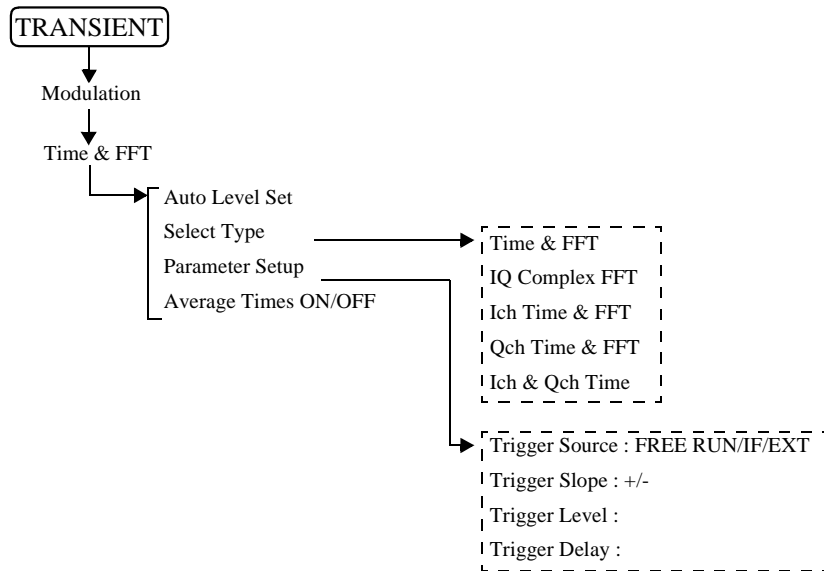 TRANSIENT
Modulation
Time & FFT
Auto Level Set
Select Type
Parameter Setup
Average Times ON/OFF
Time & FFT
IQ Complex FFT
Ich Time & FFT
Qch Time & FFT
Ich & Qch Time
Trigger Source : FREE RUN/IF/EXT
Trigger Slope : +/-
Trigger Level :
Trigger Delay :